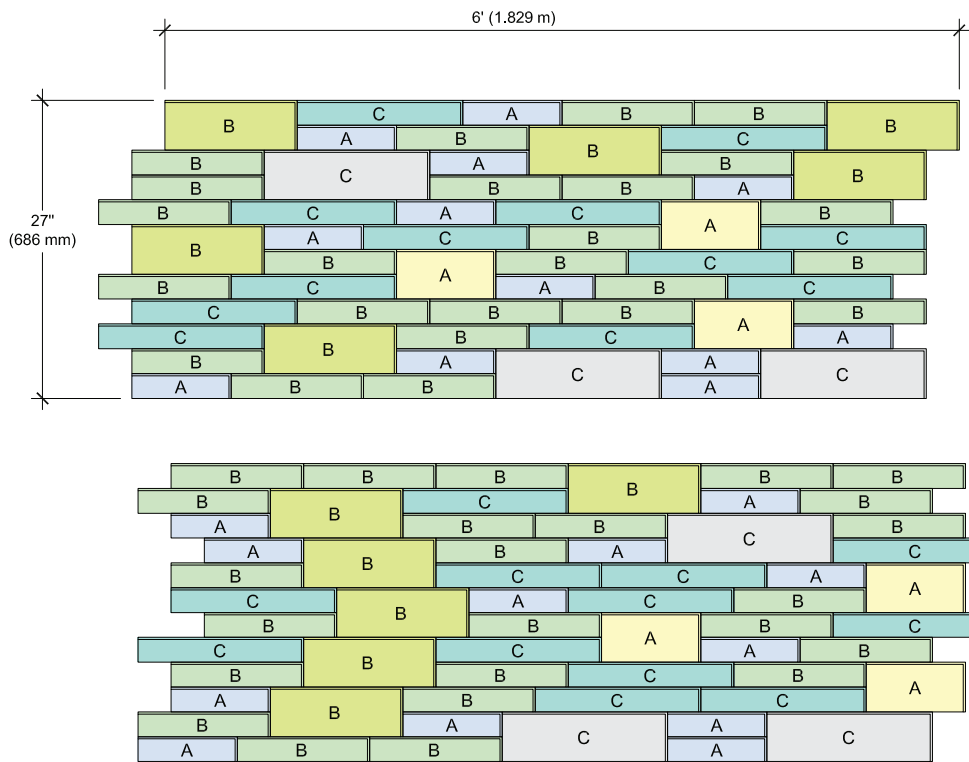 6' (1.829 m)
B C A B B B
A B B C
B C A B B
B B B A
27"
(686 mm)
B C A C A B
B A C B C
B A B C B
B C A B C
C B B B A B
C B B C A
B A C A C
A B B A
B B B B B B
B B C A B
A B B C B
A B B A C
B C C A A
C B A C B
B B A B C
C B C A B
B C B A
A B B C C
B A C A C
A B B A